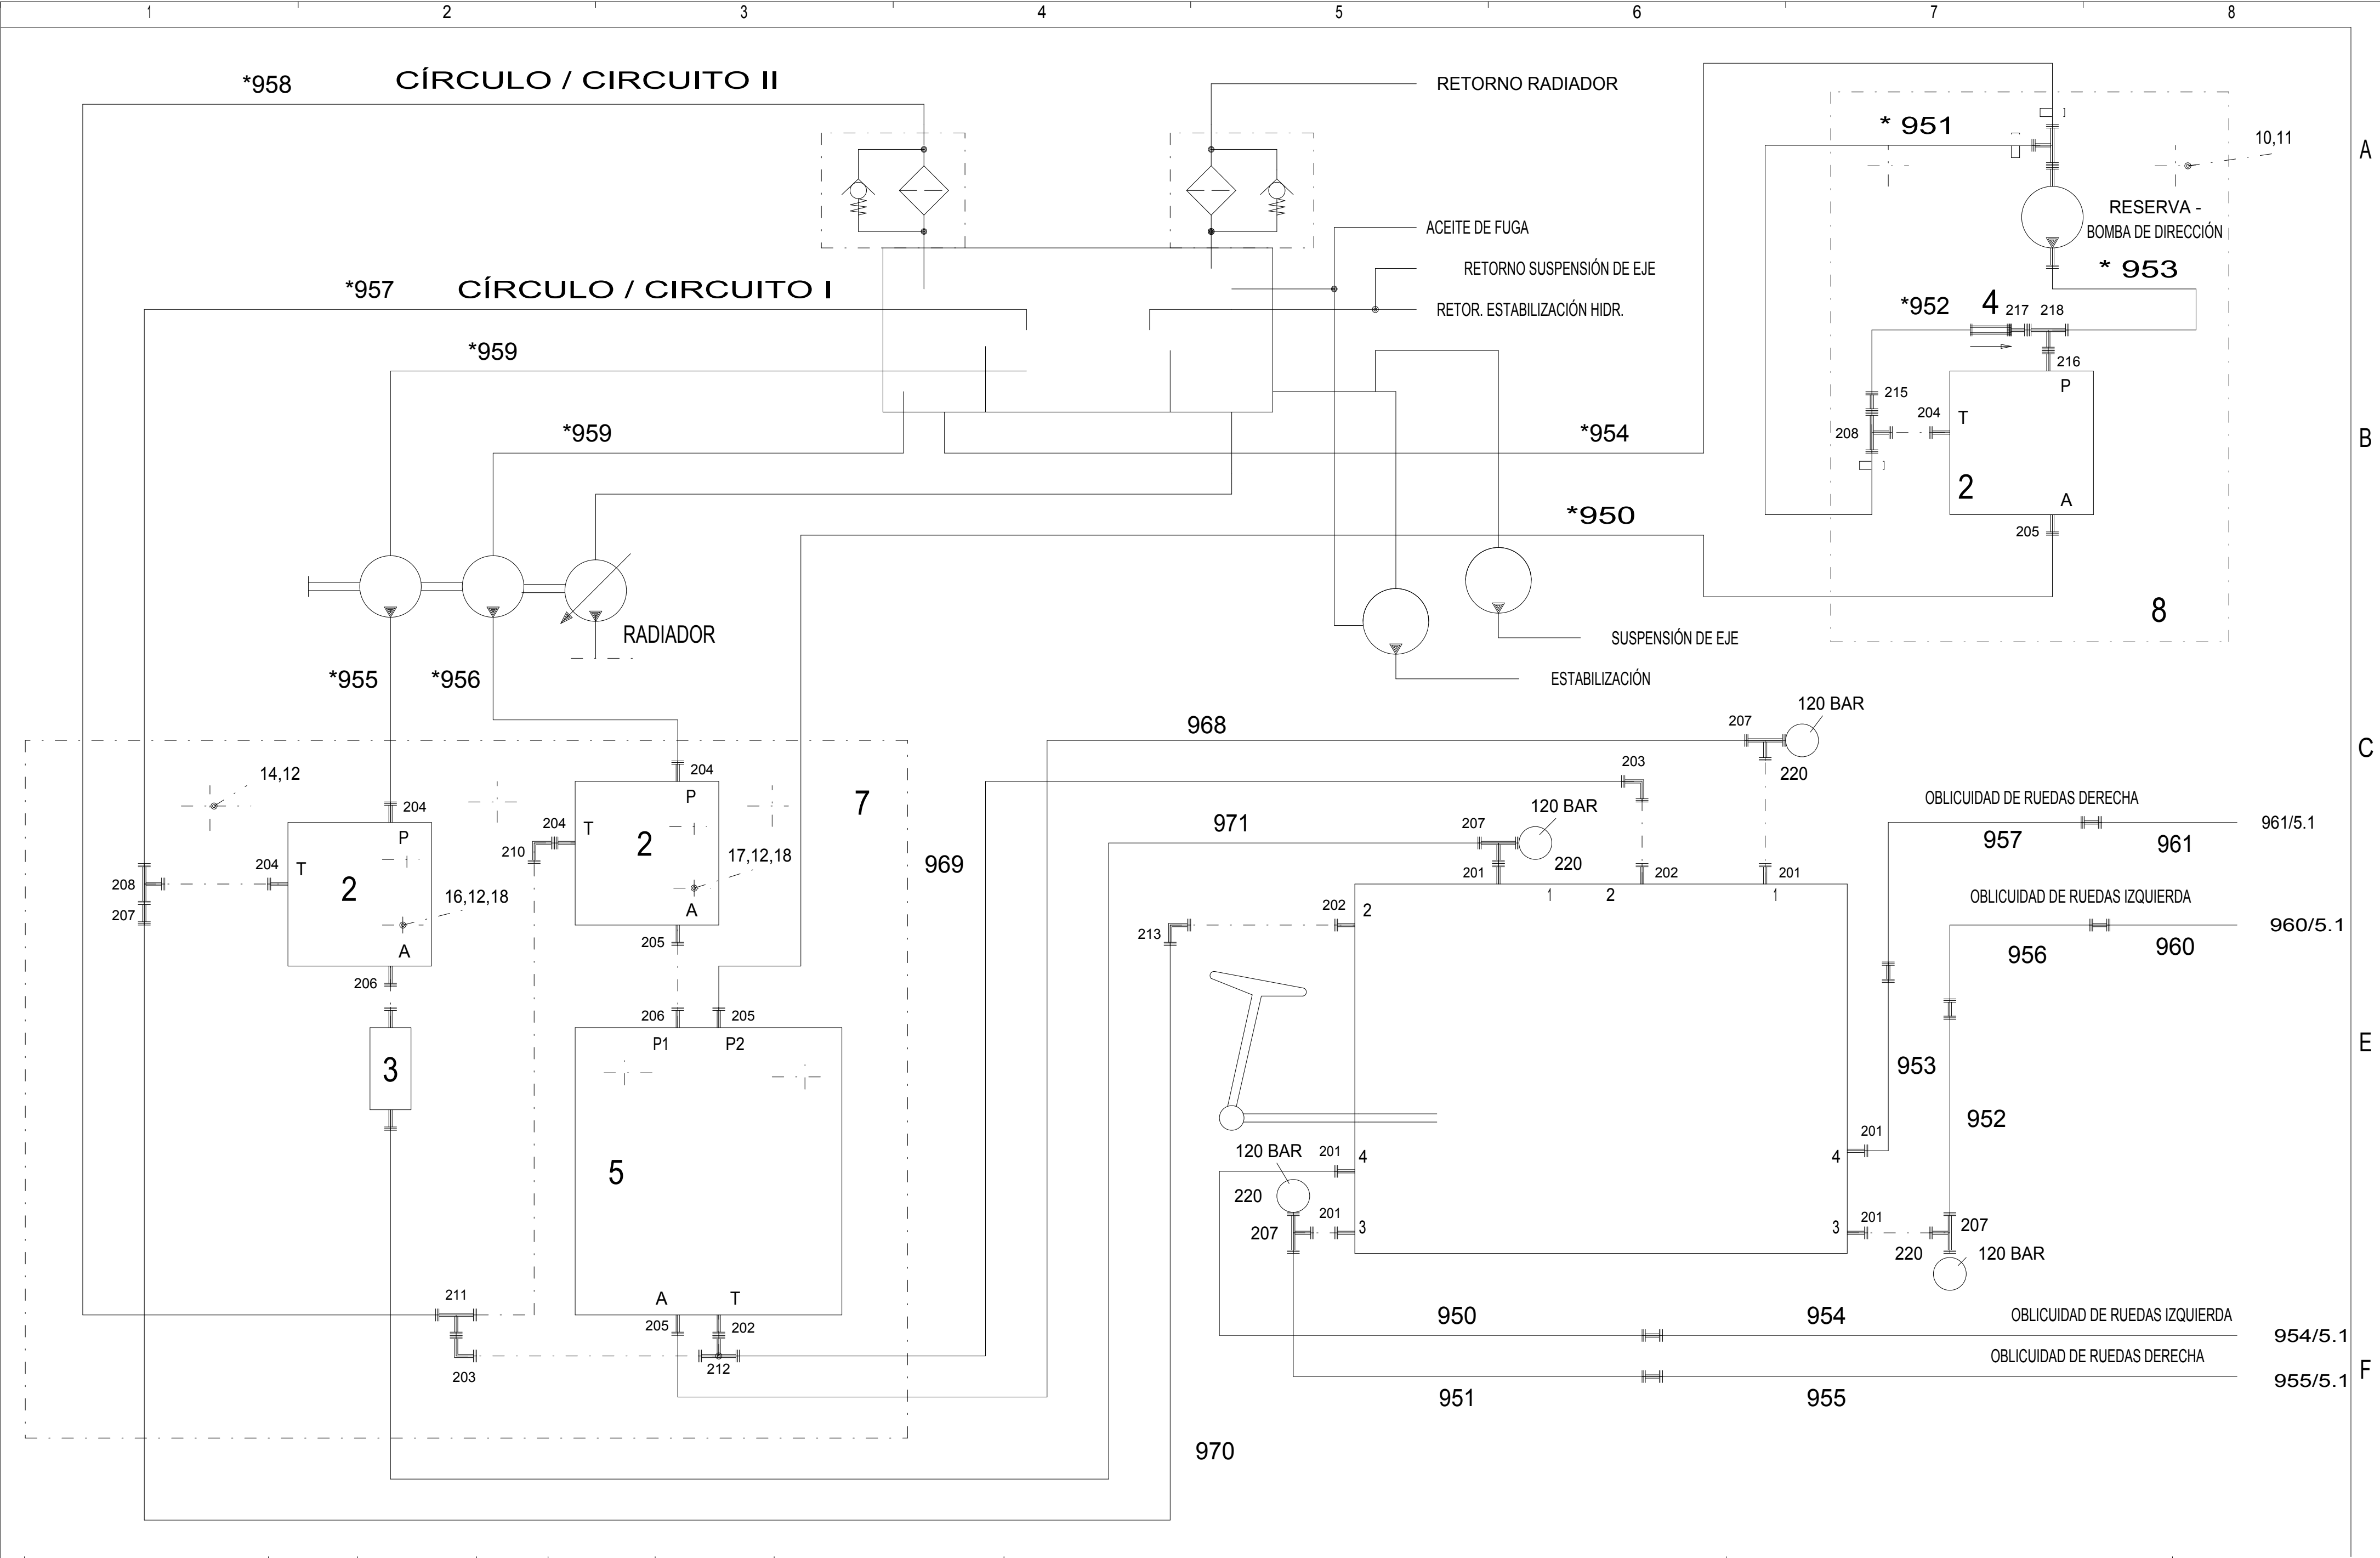 1 2 3 4 5 6 7 8
*958 CÍRCULO / CIRCUITO II
RETORNO RADIADOR
* 951
10,11
A
RESERVA -
BOMBA DE DIRECCIÓN
ACEITE DE FUGA
RETORNO SUSPENSIÓN DE EJE
* 953
*957 CÍRCULO / CIRCUITO I
RETOR. ESTABILIZACIÓN HIDR.
*952 4 217 218
*959
216
P
215
204
T
208
*959
*954
B
2
A
*950
205
8
RADIADOR
SUSPENSIÓN DE EJE
*955 *956
ESTABILIZACIÓN
120 BAR
968
207
C
220
203
14,12
204
P
7
OBLICUIDAD DE RUEDAS DERECHA
204
120 BAR
971
207
961/5.1
204
T
2
P
210
957 961
17,12,18
969
220
204
T
201
1 2
202
1
201
208
2
16,12,18
OBLICUIDAD DE RUEDAS IZQUIERDA
207
A
202
2
213
960/5.1
205
A
956 960
206
206
205
P1 P2
E
3
953
952
201
120 BAR
201
4
4
5
220
201
3
201
3
207
207
220
120 BAR
211
A T
950 954
OBLICUIDAD DE RUEDAS IZQUIERDA
205
202
954/5.1
OBLICUIDAD DE RUEDAS DERECHA
203
212
F
955/5.1
951 955
970